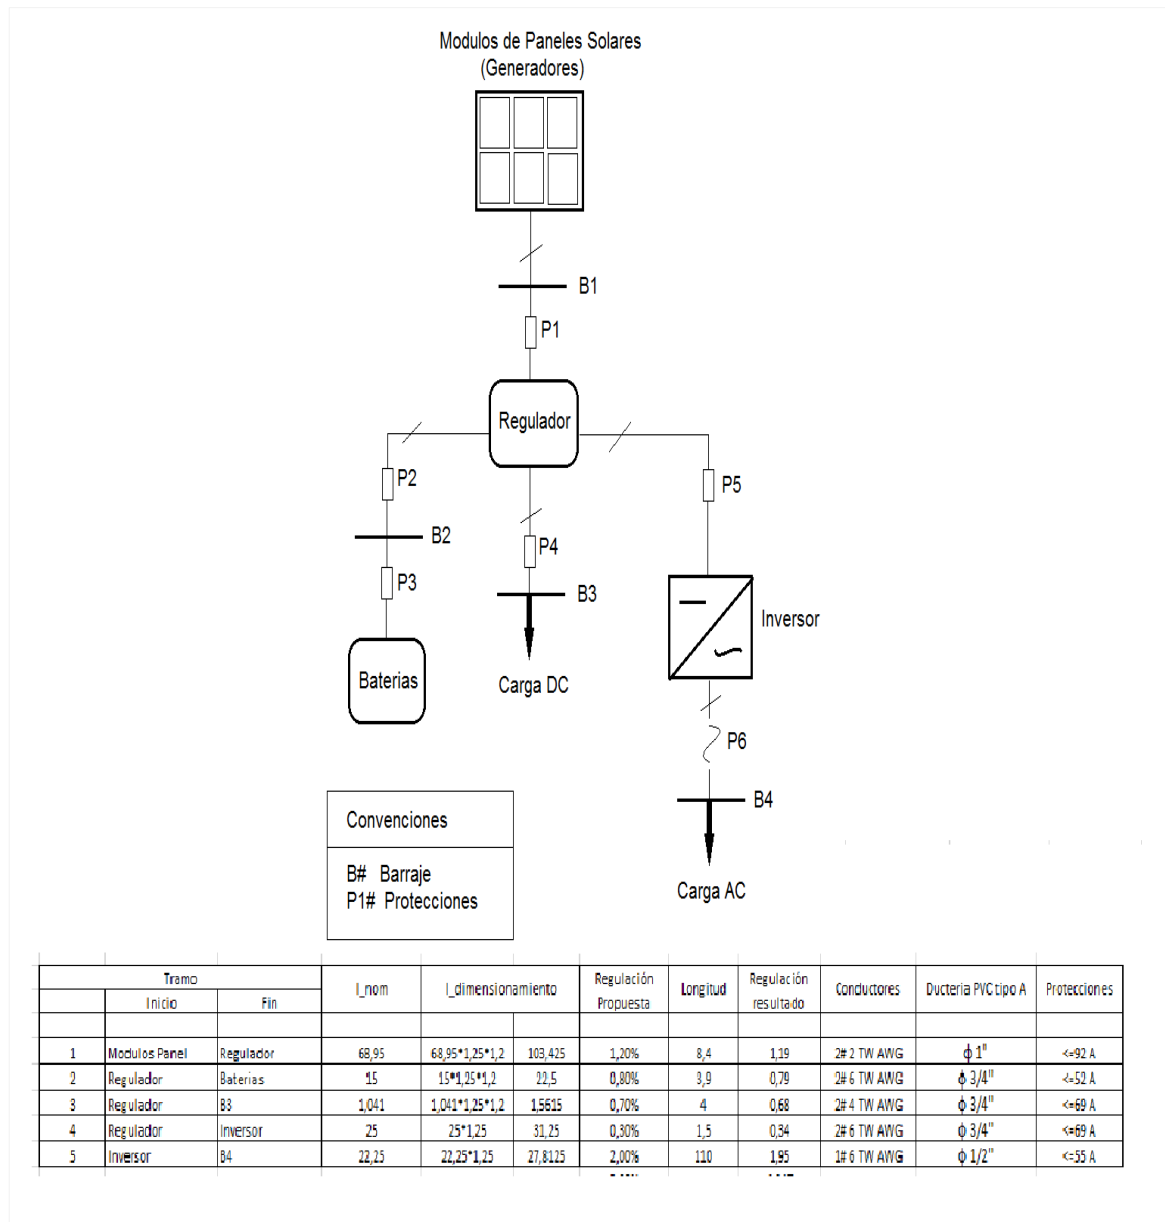 Modulos de Paneles Solares
(Generadores)
B1
P1
Regulador
P2
P5
B2
P4
P3
B3
Inversor
Baterias
Carga DC
P6
B4
Convenciones
B# Barraje
P1# Protecciones
Carga AC
Tramo I_nom I_dimensionamiento Regulación Propuesta Longitud Regulación resultado Conductores Ducteria PVC tipo A Protecciones
Inicio Fin
1 Modulos Panel Regulador 68,95 68,95*1,25*1,2 103,425 1,20% 8,4 1,19 2# 2 TW AWG ϕ 1" <=92 A
2 Regulador Baterias 15 15*1,25*1,2 22,5 0,80% 3,9 0,79 2# 6 TW AWG ϕ 3/4" <=52 A
3 Regulador B3 1,041 1,041*1,25*1,2 1,5615 0,70% 4 0,68 2# 4 TW AWG ϕ 3/4" <=69 A
4 Regulador Inversor 25 25*1,25 31,25 0,30% 1,5 0,34 2# 6 TW AWG ϕ 3/4" <=69 A
5 Inversor B4 22,25 22,25*1,25 27,8125 2,00% 110 1,95 1# 6 TW AWG ϕ 1/2" <=55 A